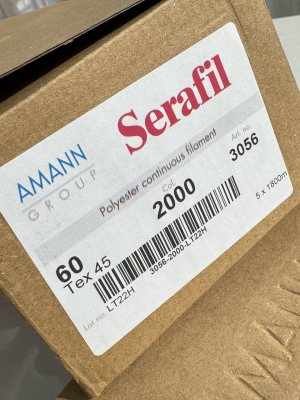 AMANN
GROUP
Serafil
Polyester continuous filament
Art. no.
3056
Col.
2000
60
Tex 45
5 x 1800m
3056-2000-LT22H
Lot no. LT22H